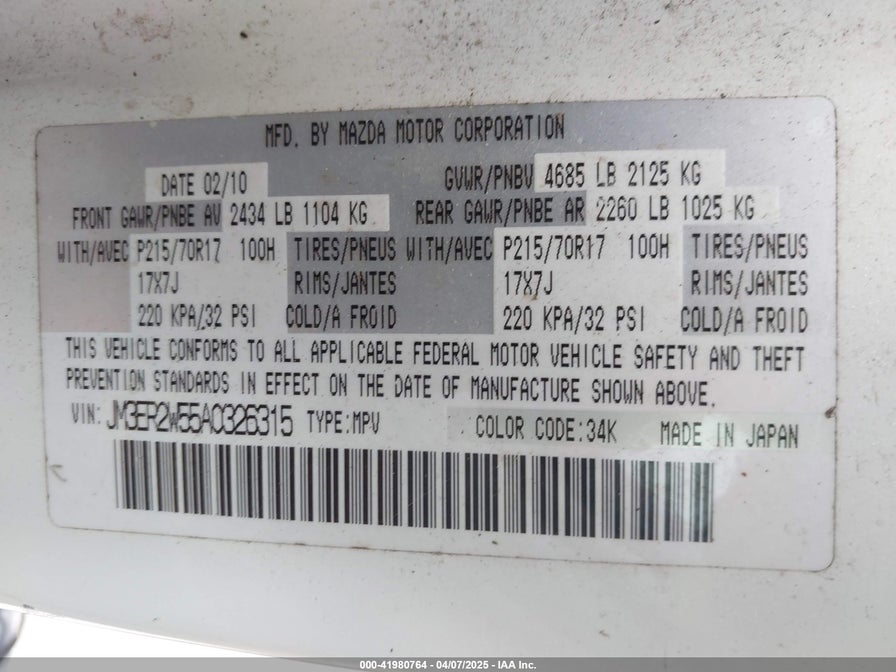 MFD. BY MAZDA MOTOR CORPORATION
DATE 02/10 GVWR/PNBV 4685 LB 2125 KG
FRONT GAWR/PNBE AV 2434 LB 1104 KG REAR GAWR/PNBE AR 2260 LB 1025 KG
WITH/AVEC P215/70R17 100H TIRES/PNEUS WITH/AVEC P215/70R17 100H TIRES/PNEUS
17X7J RIMS/JANTES 17X7J RIMS/JANTES
220 KPA/32 PSI COLD/A FROID 220 KPA/32 PSI COLD/A FROID
THIS VEHICLE CONFORMS TO ALL APPLICABLE FEDERAL MOTOR VEHICLE SAFETY AND THEFT
PREVENTION STANDARDS IN EFFECT ON THE DATE OF MANUFACTURE SHOWN ABOVE.
VIN: JM3ER2W55A0326315 TYPE:MPV COLOR CODE:34K MADE IN JAPAN
000-41980764 - 04/07/2025 - IAA Inc.